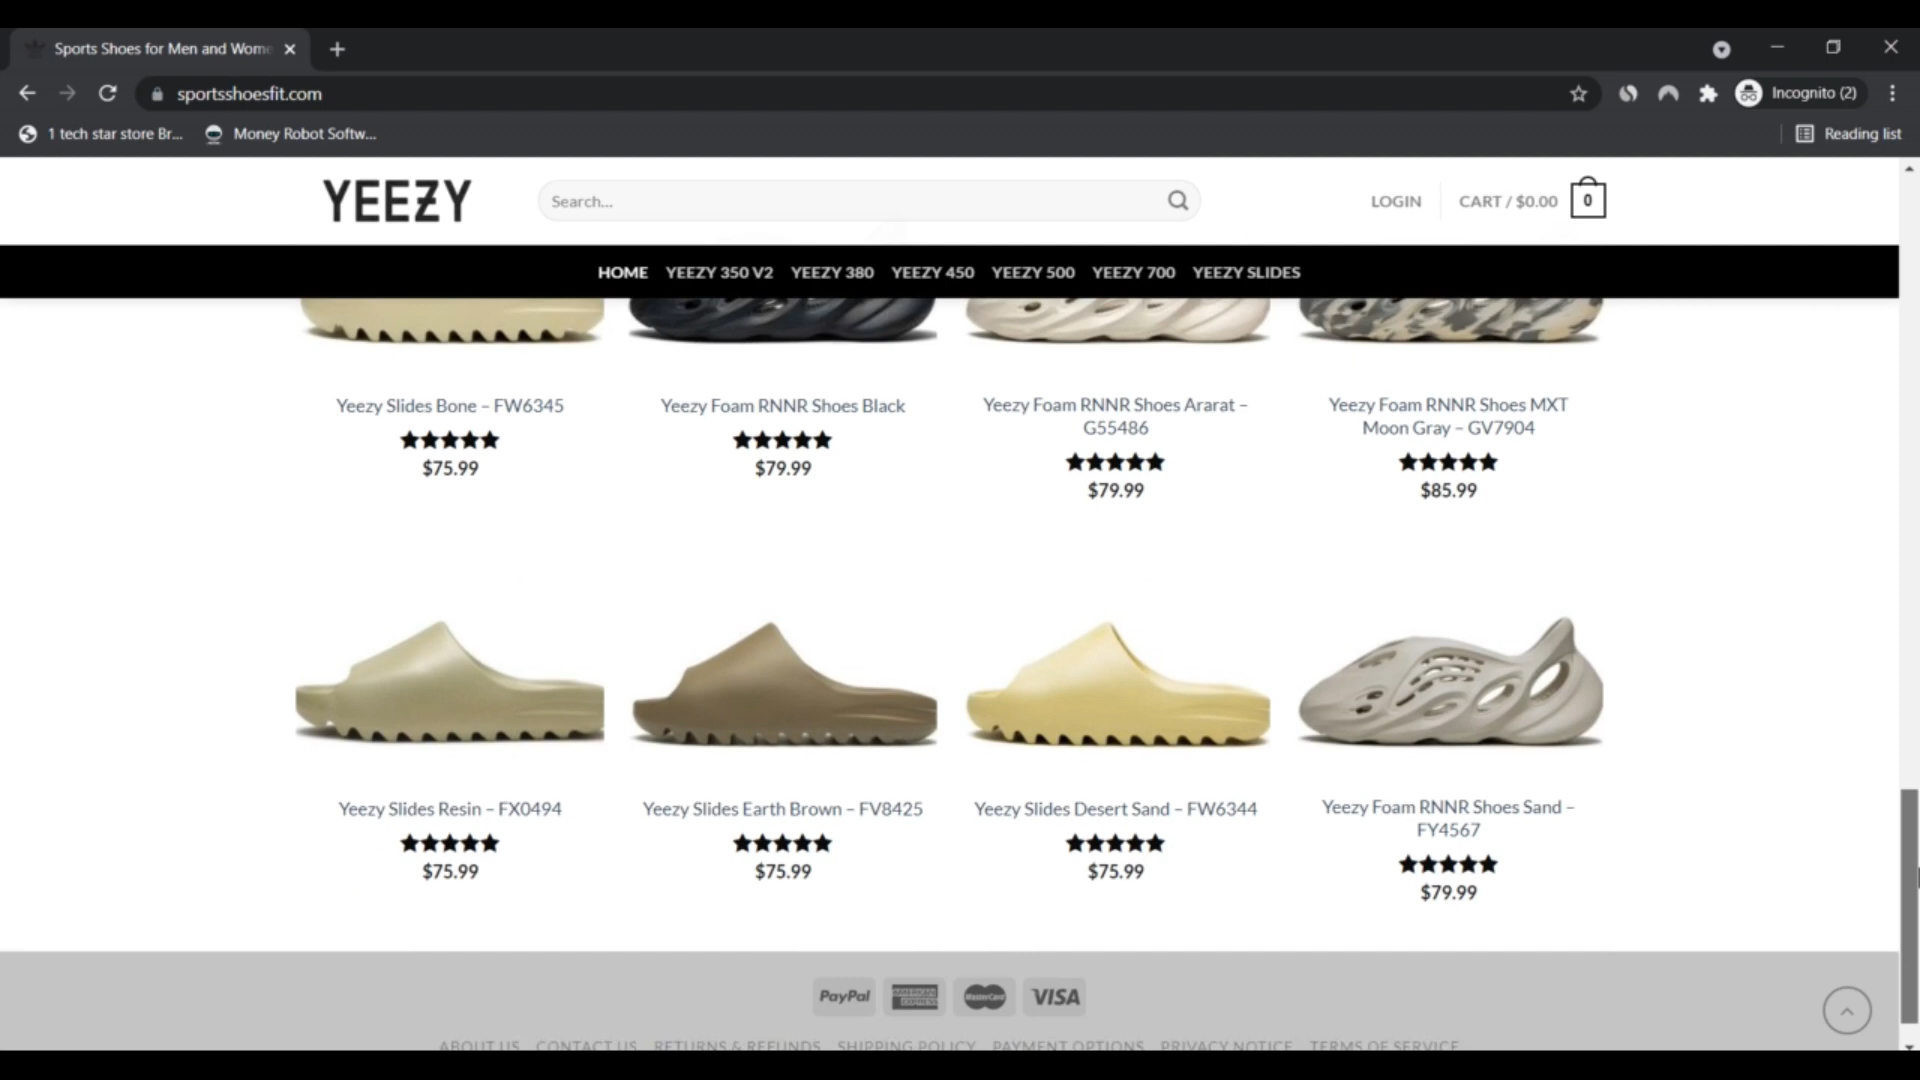 Sports Shoes for Men and Wome
sportsshoesfit.com
Incognito (2)
1 tech star store Br...
Money Robot Softw...
Reading list
YEEZY
Search...
LOGIN
CART / $0.00
0
HOME
YEEZY 350 V2
YEEZY 380
YEEZY 450
YEEZY 500
YEEZY 700
YEEZY SLIDES
Yeezy Slides Bone – FW6345
$75.99
Yeezy Foam RNNR Shoes Black
$79.99
Yeezy Foam RNNR Shoes Ararat –
G55486
$79.99
Yeezy Foam RNNR Shoes MXT
Moon Gray – GV7904
$85.99
Yeezy Slides Resin – FX0494
$75.99
Yeezy Slides Earth Brown – FV8425
$75.99
Yeezy Slides Desert Sand – FW6344
$75.99
Yeezy Foam RNNR Shoes Sand –
FY4567
$79.99
PayPal
AMERICAN
EXPRESS
MasterCard
VISA
ABOUT US
CONTACT US
RETURNS & REFUNDS
SHIPPING POLICY
PAYMENT OPTIONS
PRIVACY NOTICE
TERMS OF SERVICE